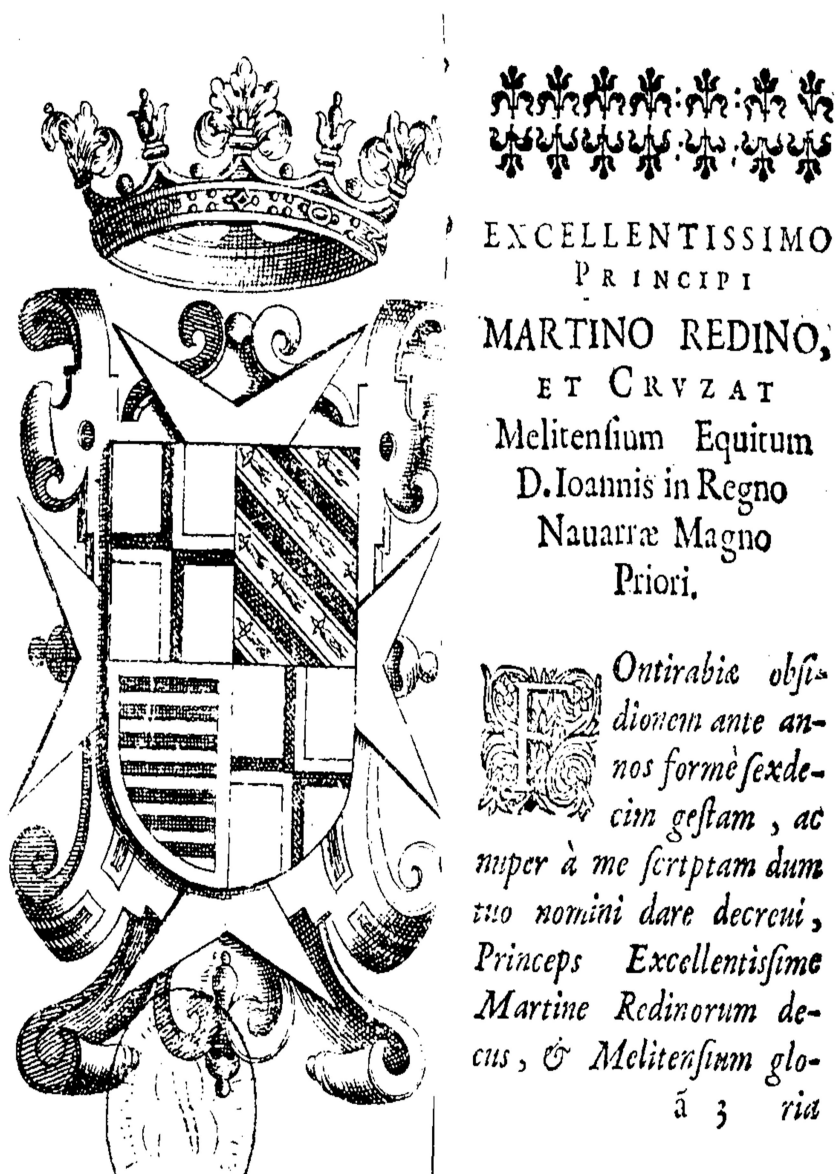 EXCELLENTISSIMO
PRINCIPI
MARTINO REDINO,
ET CRVZAT
Melitenſium Equitum
D. Ioannis in Regno
Nauarræ Magno
Priori.
FOntirabiæ obſi-
dionem ante an-
nos formè ſexde-
cim geſtam, ac
nuper à me ſcriptam dum
tuo nomini dare decreui,
Princeps Excellentiſſime
Martine Redinorum de-
cus, & Melitenſium glo-
ã 3 ria